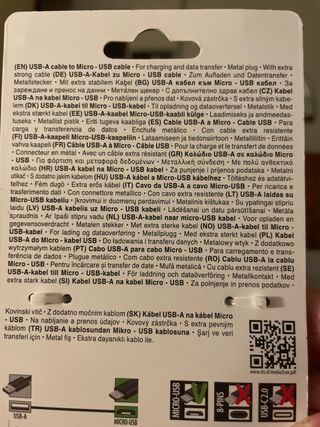 (EN) USB-A cable to Micro - USB cable • For charging and data transfer • Metal plug • With extra
strong cable (DE) USB-A-Kabel zu Micro - USB cable • Zum Aufladen und Datentransfer •
Metallstecker • Mit extra stabilem Kabel (BG) USB-A кабел към Micro - USB кабел • За
зареждане и пренос на данни • Метален щекер • С допълнително здрав кабел (CZ) Kabel
USB-A na kabel Micro - USB Pro nabíjení a přenos dat • Kovová zástrčka • S extra silným kabe-
lem (DK) USB-A-kabel til Micro - USB-kabel • Til opladning og dataoverførsel • Metalstik • Med
ekstra stærkt kabel (EE) USB-A-kaabel Micro-USB-kaabli külge • Laadimiseks ja andmeedas-
tuseks • Metallist pistik • Eriti tugeva kaabliga (ES) Cable USB-A a Micro - Cable USB • Para
carga y transferencia de datos • Enchufe metálico • Con cable extra resistente
(FI) USB-A-kaapeli Micro-USB-kaapeliin • Lataamiseen ja tiedonsiirtoon • Metalliliitin • Erittäin
vahva kaapeli (FR) Câble USB-A à Micro - Câble USB • Pour la charge et le transfert de données
• Connecteur en métal • Avec un câble extra résistant (GR) Καλώδιο USB-A σε καλώδιο Micro
- USB • Για φόρτιση και μεταφορά δεδομένων • Μεταλλική σύνδεση • Με πολύ ανθεκτικό
καλώδιο (HR) USB-A kabel na Micro - USB kabel • Za punjenje i prijenos podataka • Metalni
utikač • S dodatno jakim kabelom (HU) USB-A kábel Micro-USB kábelhez • Töltéshez és adatátvi-
telhez • Fém dugó • Extra erős kábel (IT) Cavo da USB-A a cavo Micro-USB • Per ricarica e
trasferimento dati • Con connettore metallico • Con cavo extra resistente (LT) USB-A laidas su
Micro-USB kabeliu • Įkrovimui ir duomenų perdavimui • Metalinis kištukas • Su ypatingai stipriu
laidu (LV) USB-A kabelis uz Micro - USB kabeli • Lādēšanai un datu pārsūtīšanai • Metāla
spraudnis • Ar īpaši stipru vadu (NL) USB-A-kabel naar Micro-USB-kabel • Voor opladen en
gegevensoverdracht • Metalen stekker • Met extra sterke kabel (NO) USB-A-kabel til Micro -
USB-kabel • For lading og dataoverføring • Metallplugg • Med ekstra sterkt kabel (PL) Kabel
USB-A do Micro - kabel USB • Do ładowania i transferu danych • Metalowy wtyk • Z dodatkowo
wytrzymałym kablem (PT) Cabo USB-A para cabo Micro - USB • Para carregamento e trans-
ferência de dados • Plugue metálico • Com cabo extra resistente (RO) Cablu USB-A la cablu
Micro - USB • Pentru încărcare și transfer de date • Mufă metalică • Cu cablu extra rezistent (SE)
USB-A-kabel till Micro - USB-kabel • För laddning och dataöverföring • Metallkontakt • Med
extra stark kabel (SI) Kabel USB-A na Micro - USB kabel • Za polnjenje in prenos podatkov •
Kovinski vtič • Z dodatno močnim kablom (SK) Kábel USB-A na kábel Micro
- USB • Na nabíjanie a prenos údajov • Kovový zástrčka • S extra pevným
káblom (TR) USB-A kablosundan Mikro - USB kablosuna • Şarj ve veri
transferi için • Metal fiş • Ekstra dayanıklı kablo ile.
www.ski.st/media/bse.pdf
USB-A
MICRO-USB
MICRO-USB
8-PINS
USB-C 2.0